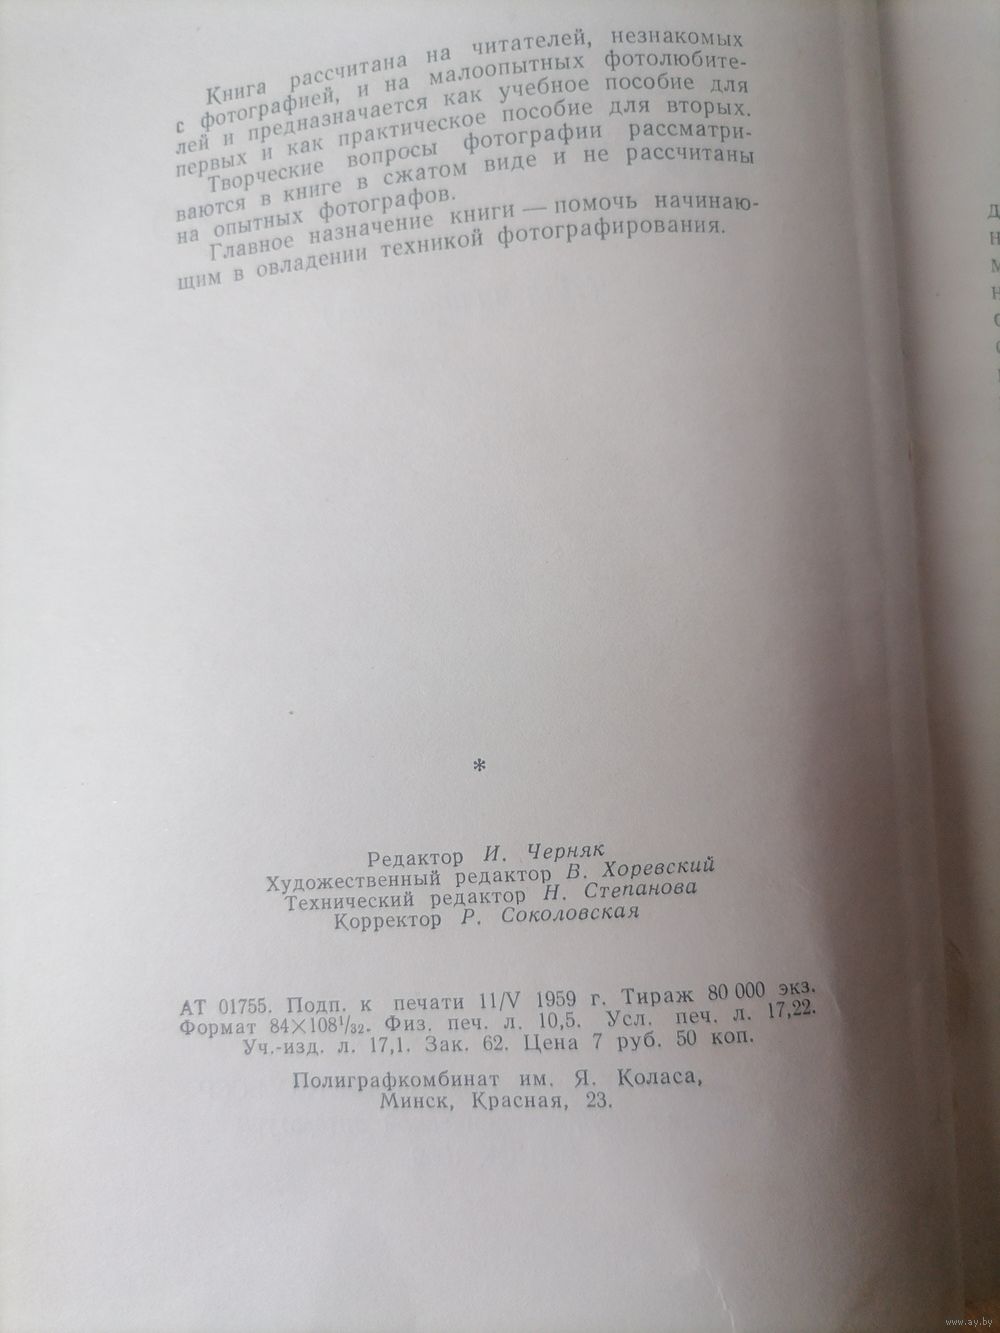 Книга рассчитана на читателей, незнакомых
с фотографией, и на малоопытных фотолюбите-
лей и предназначается как учебное пособие для
первых и как практическое пособие для вторых.
Творческие вопросы фотографии рассматри-
ваются в книге в сжатом виде и не рассчитаны
на опытных фотографов.
Главное назначение книги — помочь начинаю-
щим в овладении техникой фотографирования.
*
Редактор И. Черняк
Художественный редактор В. Хоревский
Технический редактор Н. Степанова
Корректор Р. Соколовская
АТ 01755. Подп. к печати 11/V 1959 г. Тираж 80 000 экз.
Формат 84×108¹/₃₂. Физ. печ. л. 10,5. Усл. печ. л. 17,22.
Уч.-изд. л. 17,1. Зак. 62. Цена 7 руб. 50 коп.
Полиграфкомбинат им. Я. Коласа,
Минск, Красная, 23.
www.ay.by